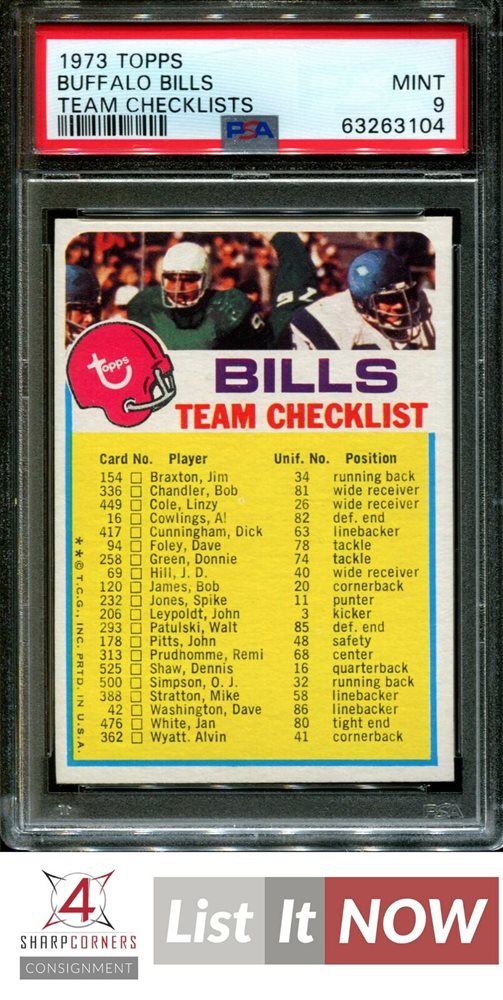 1973 TOPPS
BUFFALO BILLS MINT
TEAM CHECKLISTS 9
PSA 63263104
topps
BILLS
TEAM CHECKLIST
Card No. Player Unif. No. Position
154 □ Braxton, Jim 34 running back
336 □ Chandler, Bob 81 wide receiver
449 □ Cole, Linzy 26 wide receiver
16 □ Cowlings, Al 82 def. end
417 □ Cunningham, Dick 63 linebacker
94 □ Foley, Dave 78 tackle
258 □ Green, Donnie 74 tackle
69 □ Hill, J. D. 40 wide receiver
120 □ James, Bob 20 cornerback
232 □ Jones, Spike 11 punter
206 □ Leypoldt, John 3 kicker
293 □ Patulski, Walt 85 def. end
178 □ Pitts, John 48 safety
313 □ Prudhomme, Remi 68 center
525 □ Shaw, Dennis 16 quarterback
500 □ Simpson, O. J. 32 running back
388 □ Stratton, Mike 58 linebacker
42 □ Washington, Dave 86 linebacker
476 □ White, Jan 80 tight end
362 □ Wyatt. Alvin 41 cornerback
**© T.C.G., INC. PRTD. IN U.S.A.
PSA
4
SHARPCORNERS
CONSIGNMENT
List It NOW